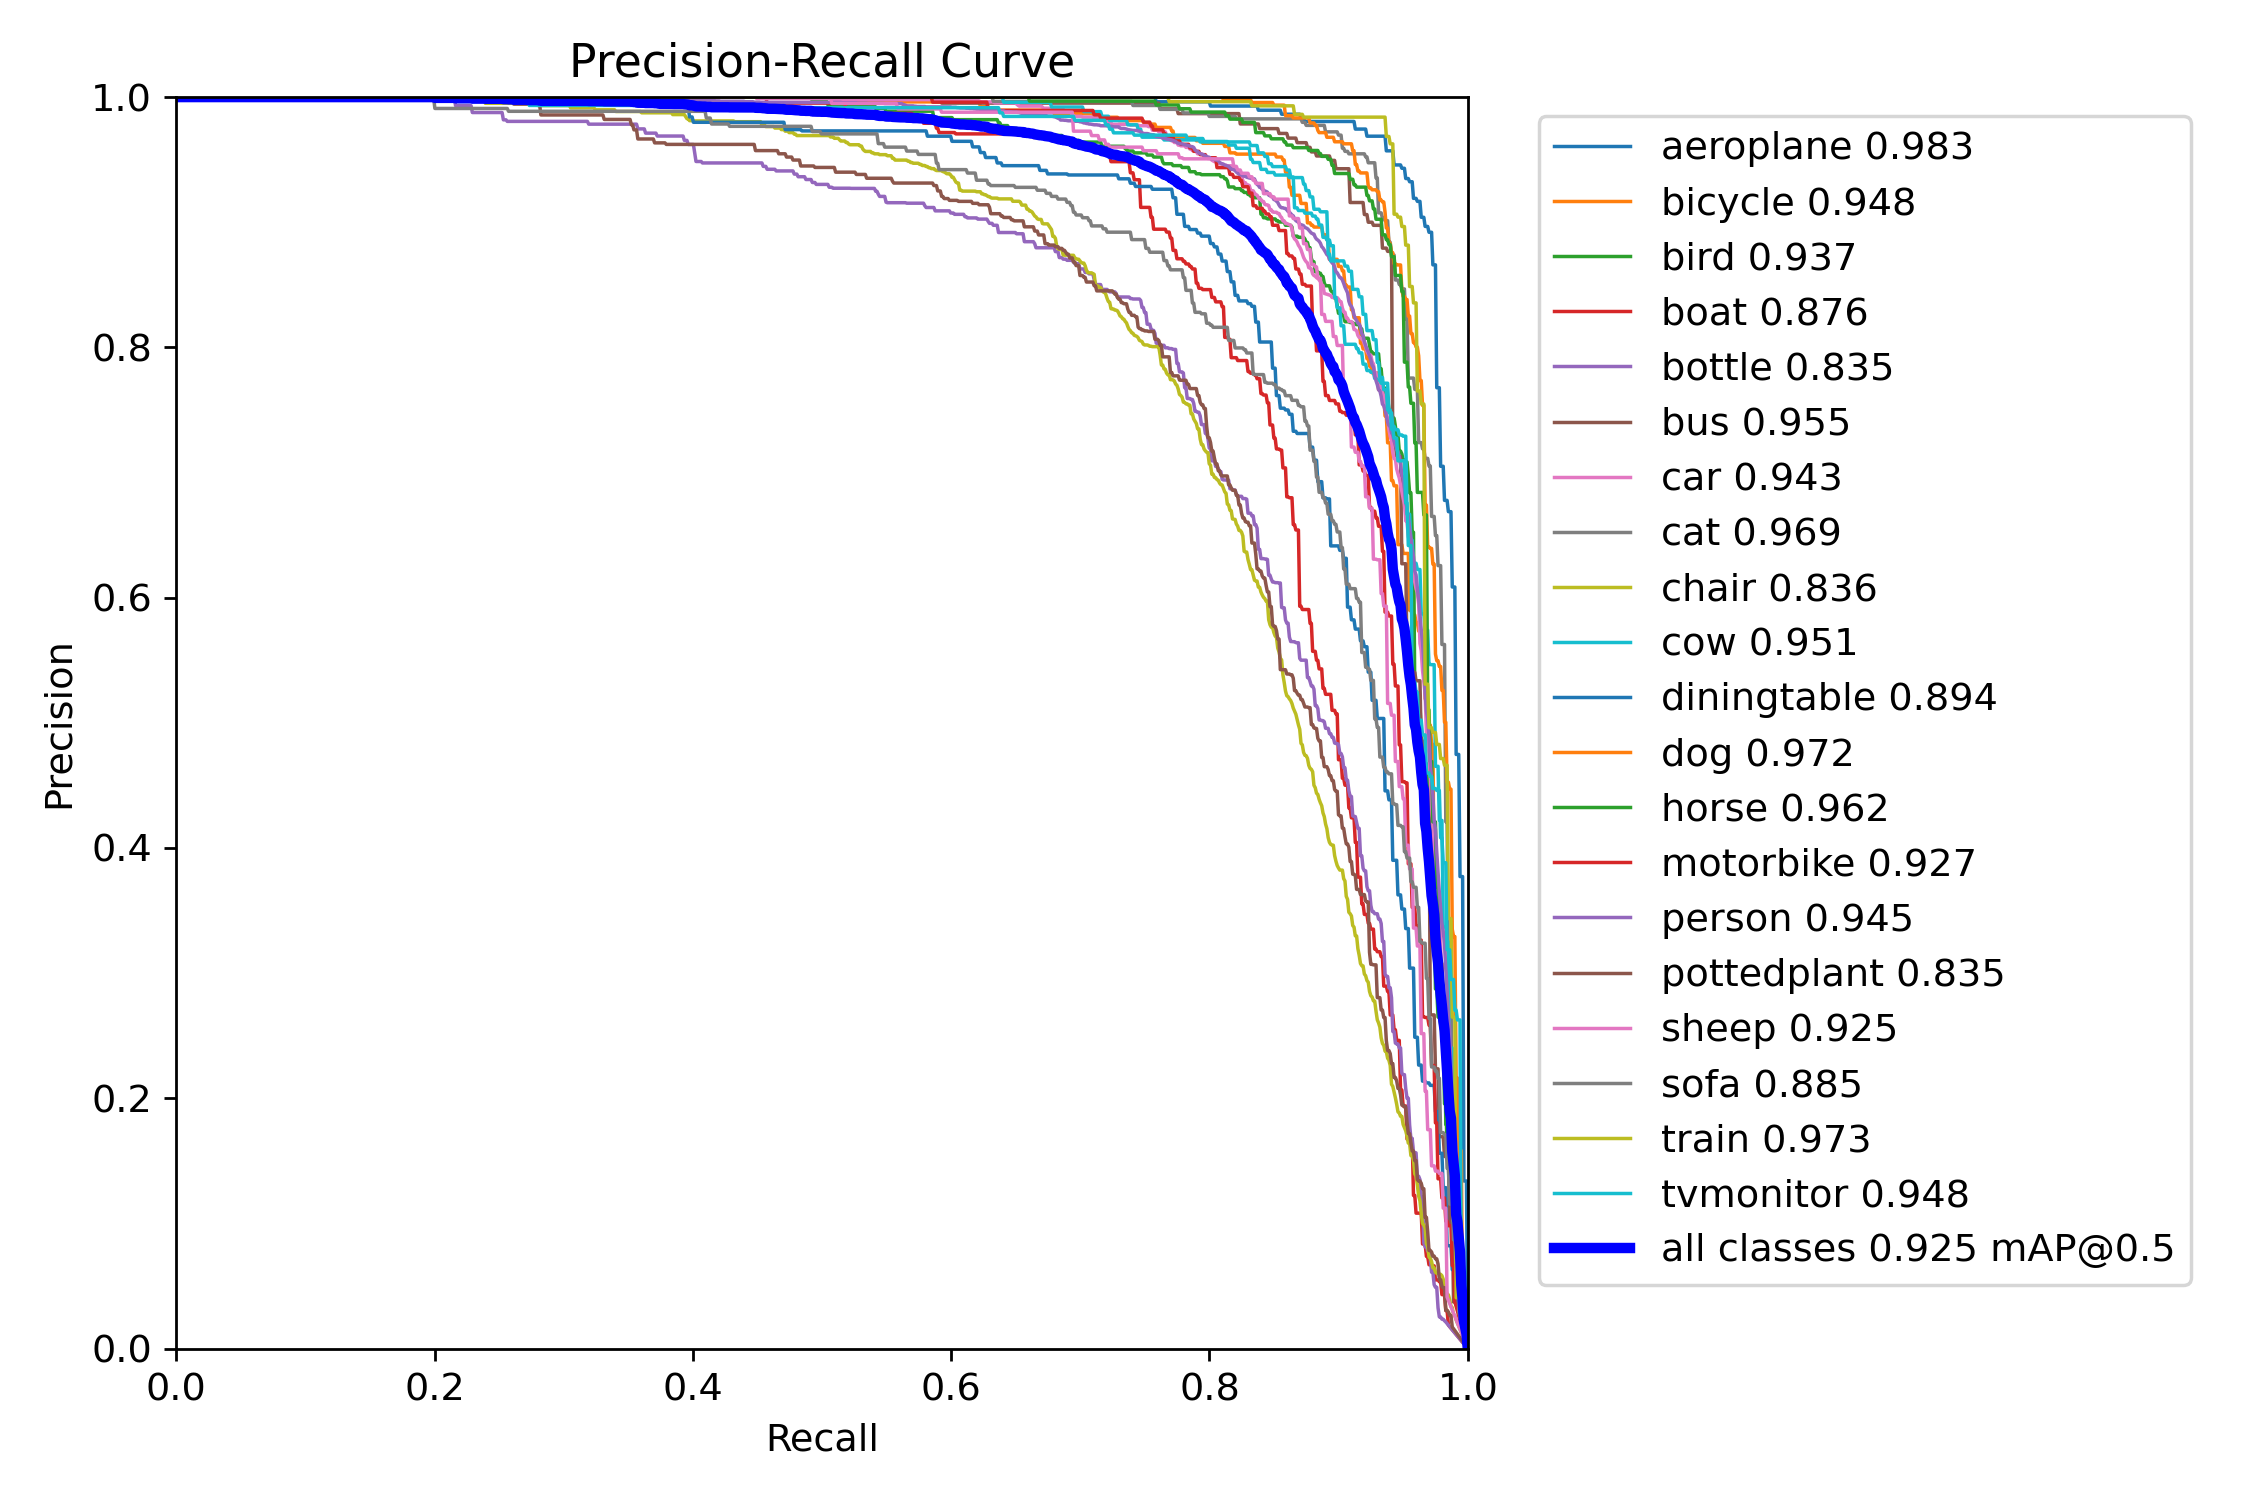 Precision-Recall Curve
1.0
0.8
0.6
0.4
0.2
0.0
Precision
0.0 0.2 0.4 0.6 0.8 1.0
Recall
aeroplane 0.983
bicycle 0.948
bird 0.937
boat 0.876
bottle 0.835
bus 0.955
car 0.943
cat 0.969
chair 0.836
cow 0.951
diningtable 0.894
dog 0.972
horse 0.962
motorbike 0.927
person 0.945
pottedplant 0.835
sheep 0.925
sofa 0.885
train 0.973
tvmonitor 0.948
all classes 0.925 mAP@0.5